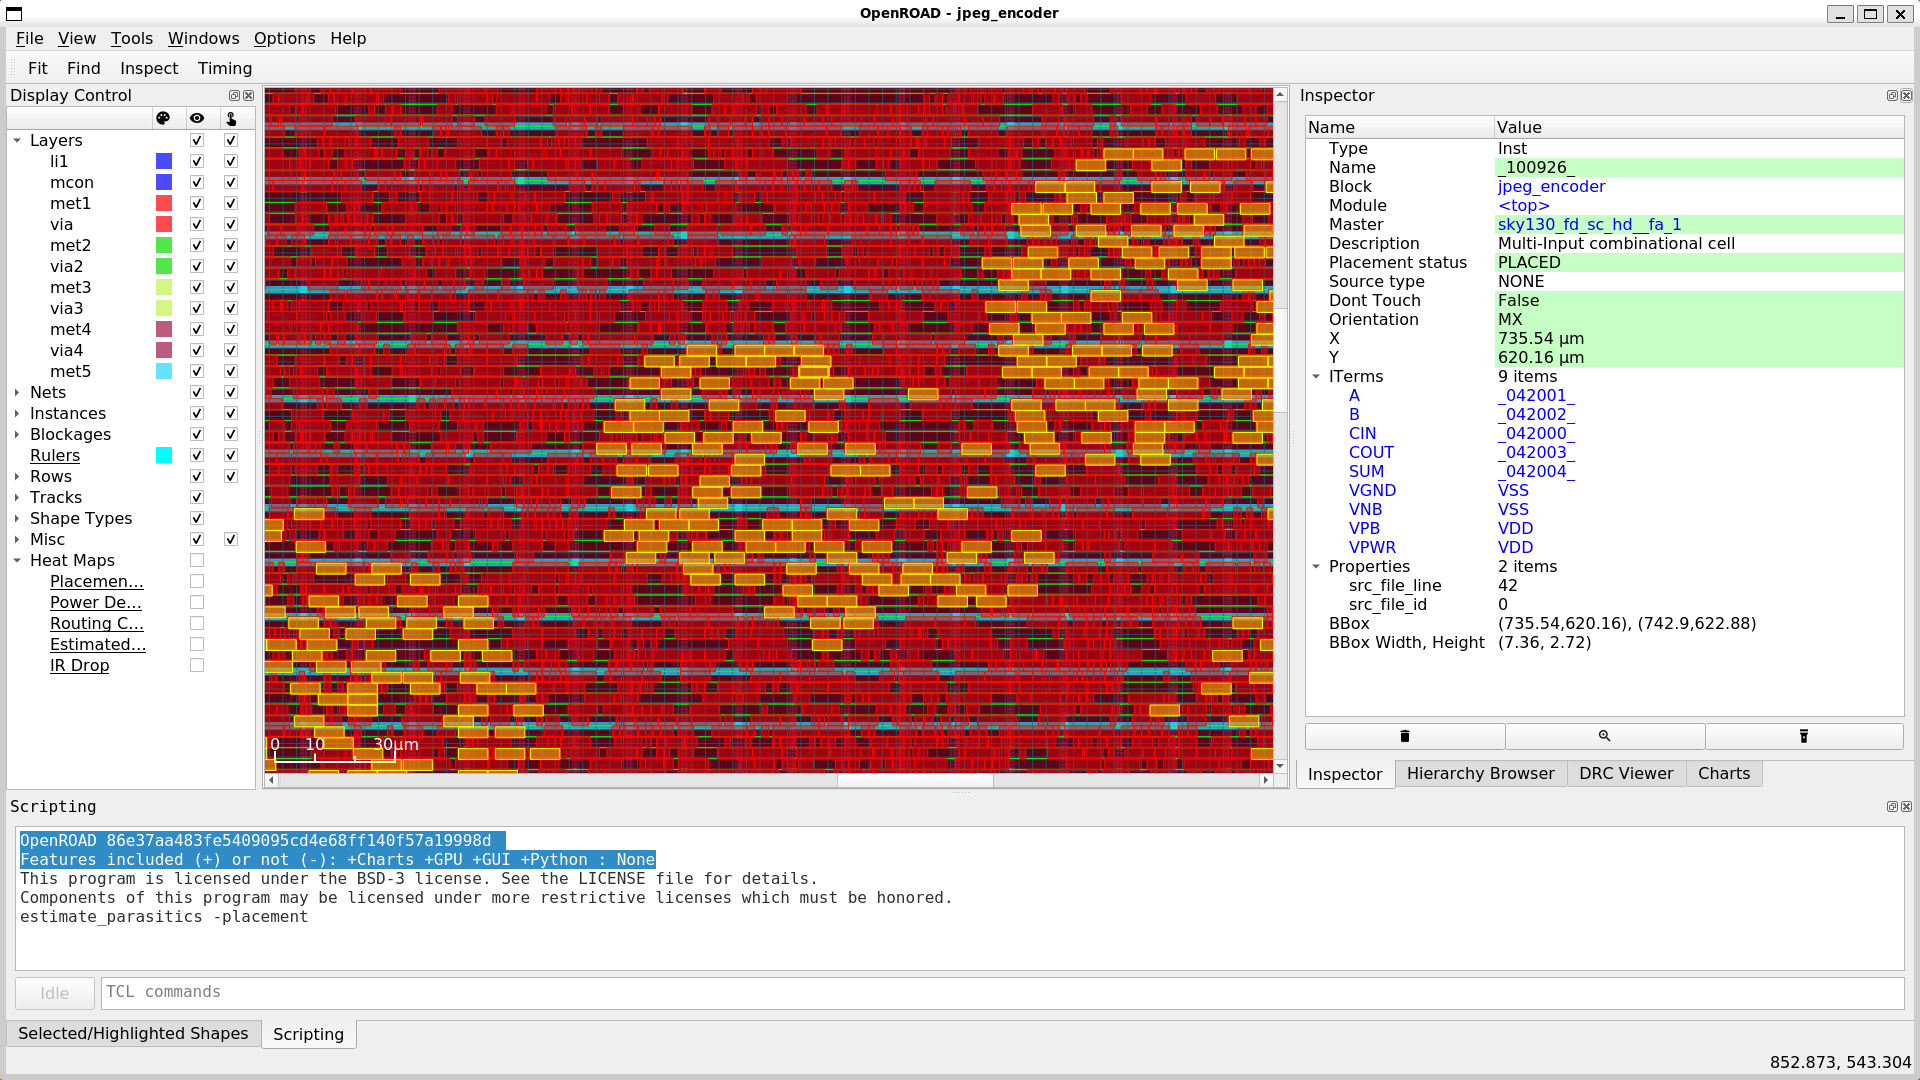 OpenROAD - jpeg_encoder
File View Tools Windows Options Help
Fit Find Inspect Timing
Display Control
Layers
li1
mcon
met1
via
met2
via2
met3
via3
met4
via4
met5
Nets
Instances
Blockages
Rulers
Rows
Tracks
Shape Types
Misc
Heat Maps
Placemen...
Power De...
Routing C...
Estimated...
IR Drop
0 10 30μm
Inspector
Name Value
Type Inst
Name _100926_
Block jpeg_encoder
Module <top>
Master sky130_fd_sc_hd__fa_1
Description Multi-Input combinational cell
Placement status PLACED
Source type NONE
Dont Touch False
Orientation MX
X 735.54 μm
Y 620.16 μm
ITerms 9 items
A _042001_
B _042002_
CIN _042000_
COUT _042003_
SUM _042004_
VGND VSS
VNB VSS
VPB VDD
VPWR VDD
Properties 2 items
src_file_line 42
src_file_id 0
BBox (735.54,620.16), (742.9,622.88)
BBox Width, Height (7.36, 2.72)
Inspector Hierarchy Browser DRC Viewer Charts
Scripting
OpenROAD 86e37aa483fe5409095cd4e68ff140f57a19998d
Features included (+) or not (-): +Charts +GPU +GUI +Python : None
This program is licensed under the BSD-3 license. See the LICENSE file for details.
Components of this program may be licensed under more restrictive licenses which must be honored.
estimate_parasitics -placement
Idle TCL commands
Selected/Highlighted Shapes Scripting
852.873, 543.304